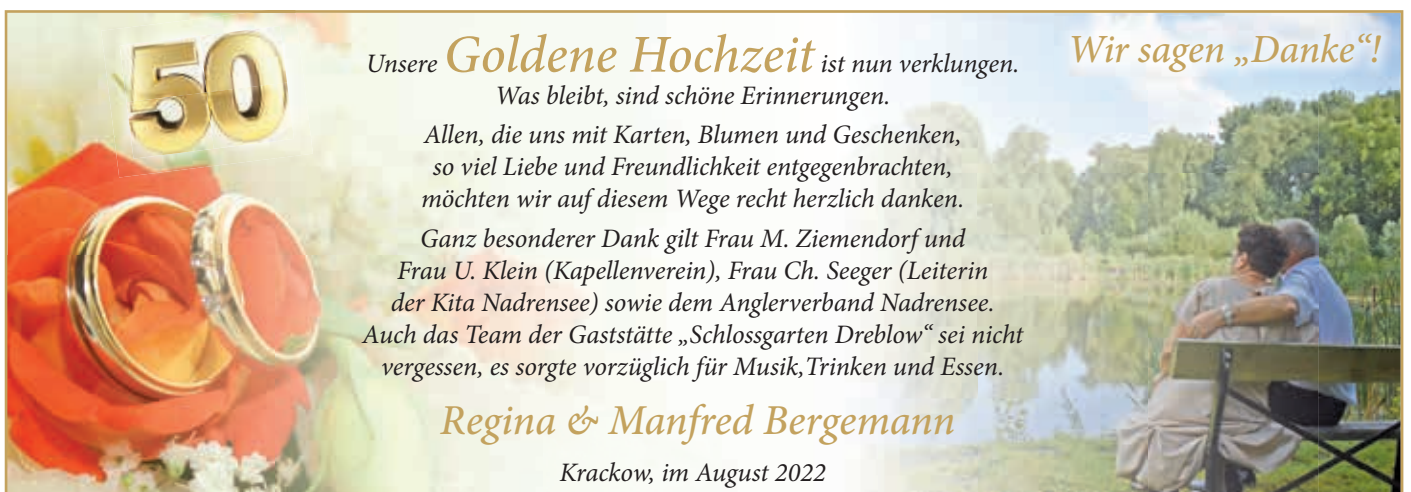 50
Unsere Goldene Hochzeit ist nun verklungen.
Wir sagen „Danke“!
Was bleibt, sind schöne Erinnerungen.
Allen, die uns mit Karten, Blumen und Geschenken,
so viel Liebe und Freundlichkeit entgegenbrachten,
möchten wir auf diesem Wege recht herzlich danken.
Ganz besonderer Dank gilt Frau M. Ziemendorf und
Frau U. Klein (Kapellenverein), Frau Ch. Seeger (Leiterin
der Kita Nadrensee) sowie dem Anglerverband Nadrensee.
Auch das Team der Gaststätte „Schlossgarten Dreblow“ sei nicht
vergessen, es sorgte vorzüglich für Musik,Trinken und Essen.
Regina & Manfred Bergemann
Krackow, im August 2022